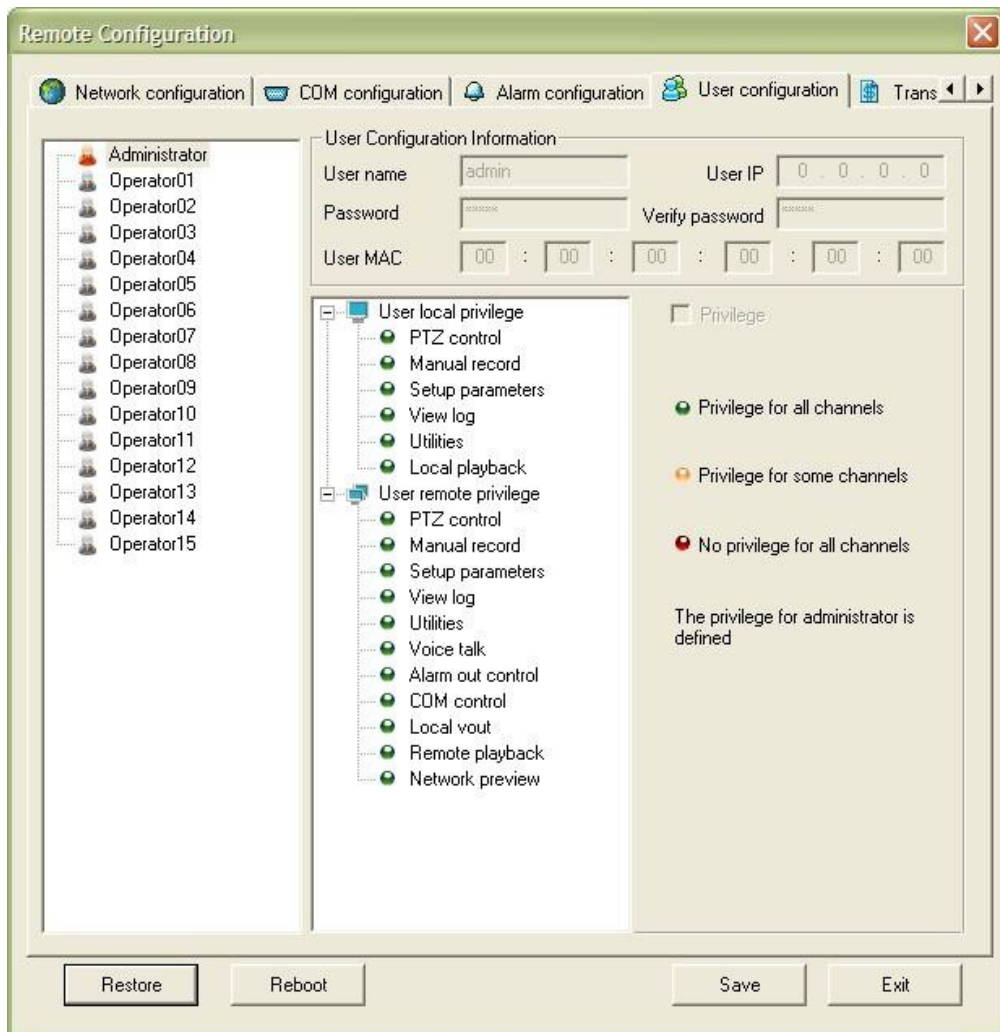 Remote Configuration
Network configuration
COM configuration
Alarm configuration
User configuration
Trans
Administrator
Operator01
Operator02
Operator03
Operator04
Operator05
Operator06
Operator07
Operator08
Operator09
Operator10
Operator11
Operator12
Operator13
Operator14
Operator15
User Configuration Information
User name admin User IP 0 . 0 . 0 . 0
Password ***** Verify password *****
User MAC 00 : 00 : 00 : 00 : 00 : 00
User local privilege
PTZ control
Manual record
Setup parameters
View log
Utilities
Local playback
User remote privilege
PTZ control
Manual record
Setup parameters
View log
Utilities
Voice talk
Alarm out control
COM control
Local vout
Remote playback
Network preview
Privilege
Privilege for all channels
Privilege for some channels
No privilege for all channels
The privilege for administrator is
defined
Restore
Reboot
Save
Exit